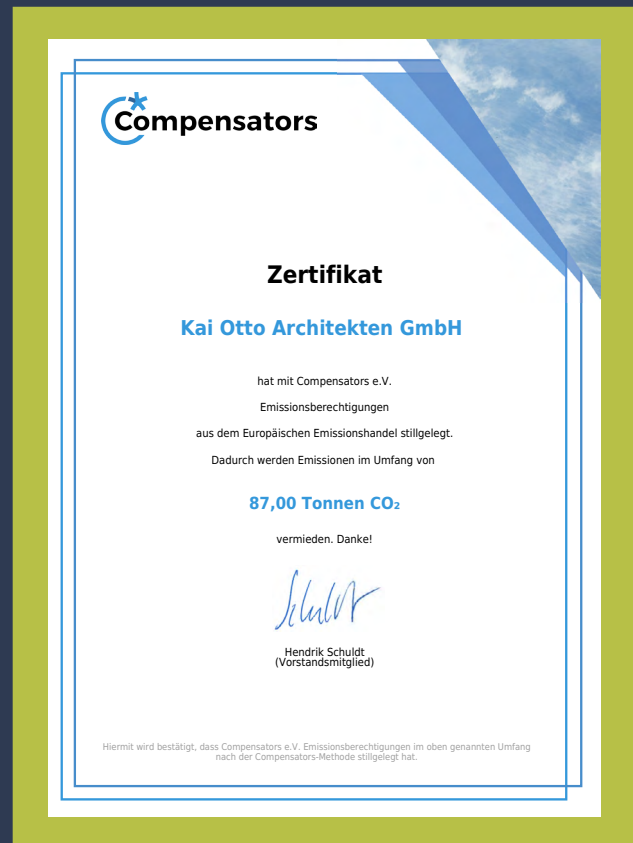 Compensators
Zertifikat
Kai Otto Architekten GmbH
hat mit Compensators e.V.
Emissionsberechtigungen
aus dem Europäischen Emissionshandel stillgelegt.
Dadurch werden Emissionen im Umfang von
87,00 Tonnen CO₂
vermieden. Danke!
Schuldt
Hendrik Schuldt
(Vorstandsmitglied)
Hiermit wird bestätigt, dass Compensators e.V. Emissionsberechtigungen im oben genannten Umfang
nach der Compensators-Methode stillgelegt hat.